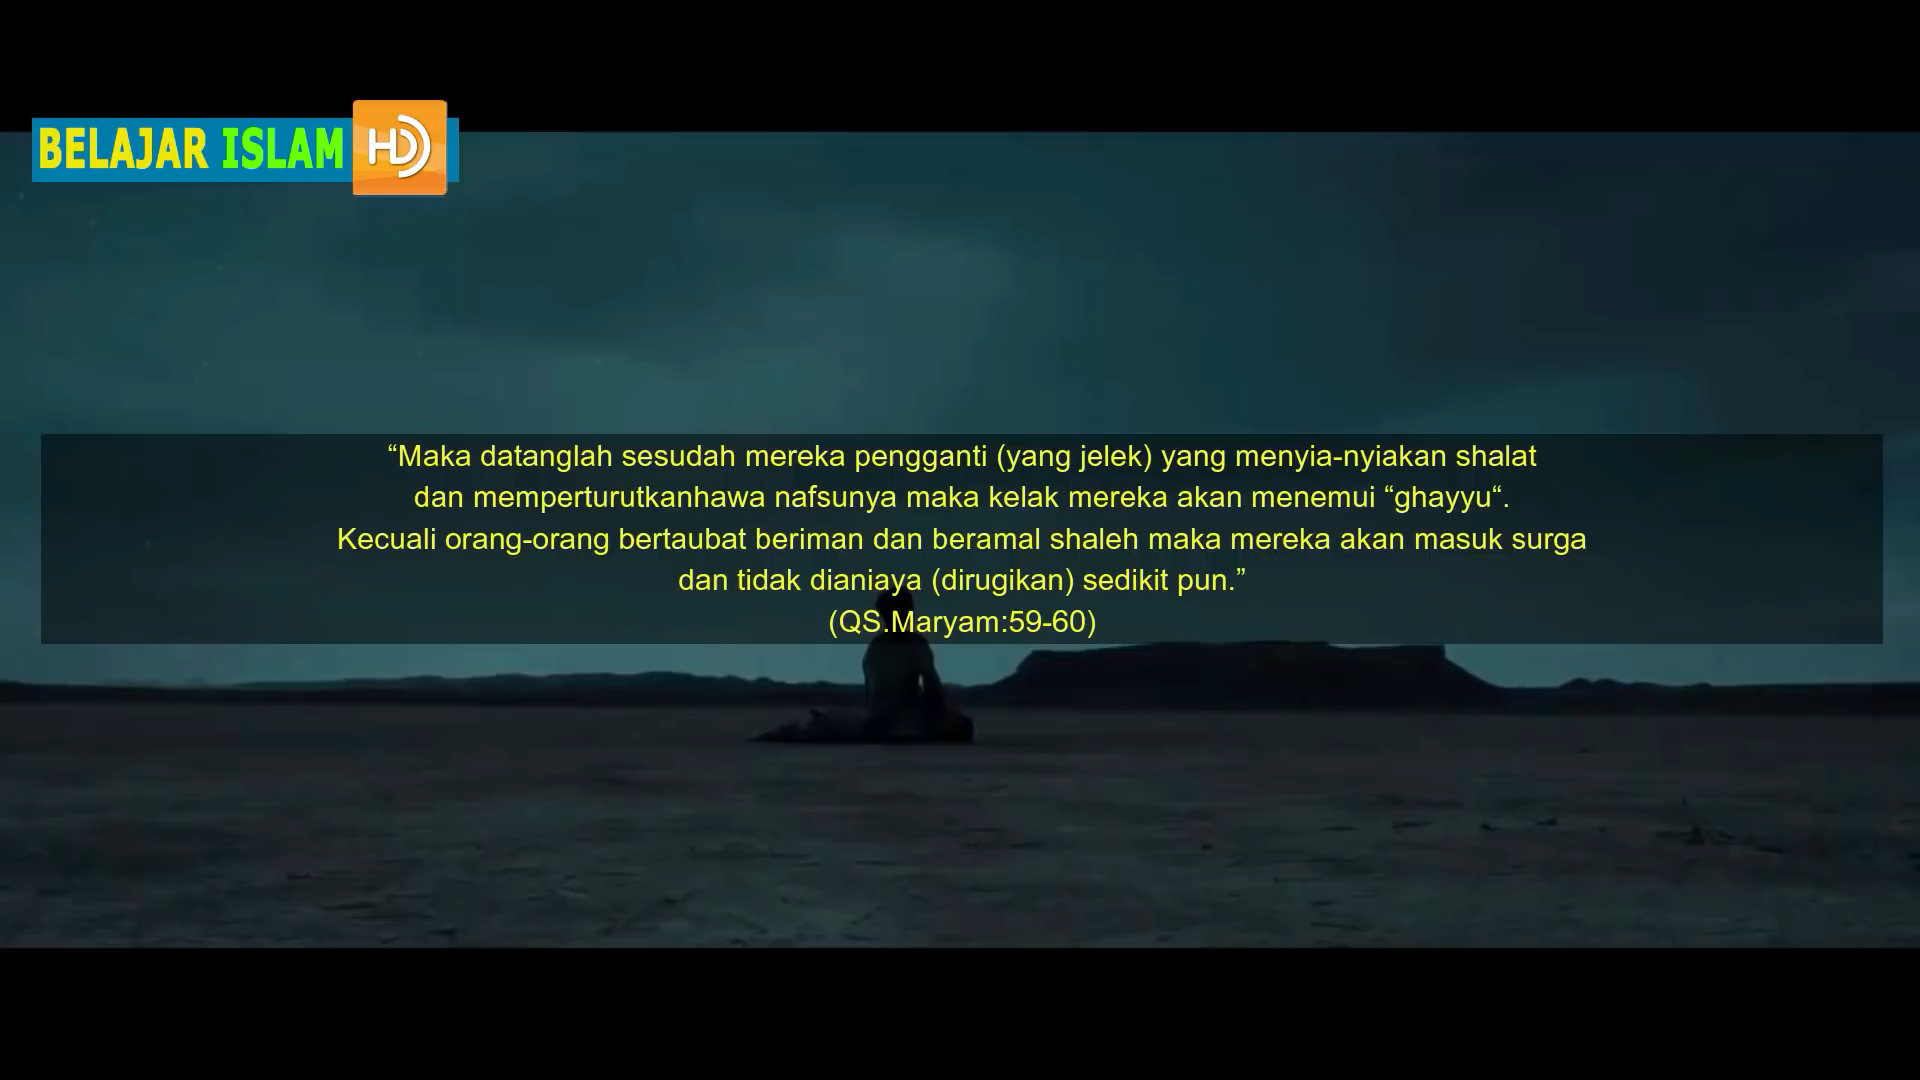 BELAJAR ISLAM HD
“Maka datanglah sesudah mereka pengganti (yang jelek) yang menyia-nyiakan shalat
dan memperturutkanhawa nafsunya maka kelak mereka akan menemui “ghayyu“.
Kecuali orang-orang bertaubat beriman dan beramal shaleh maka mereka akan masuk surga
dan tidak dianiaya (dirugikan) sedikit pun.”
(QS.Maryam:59-60)